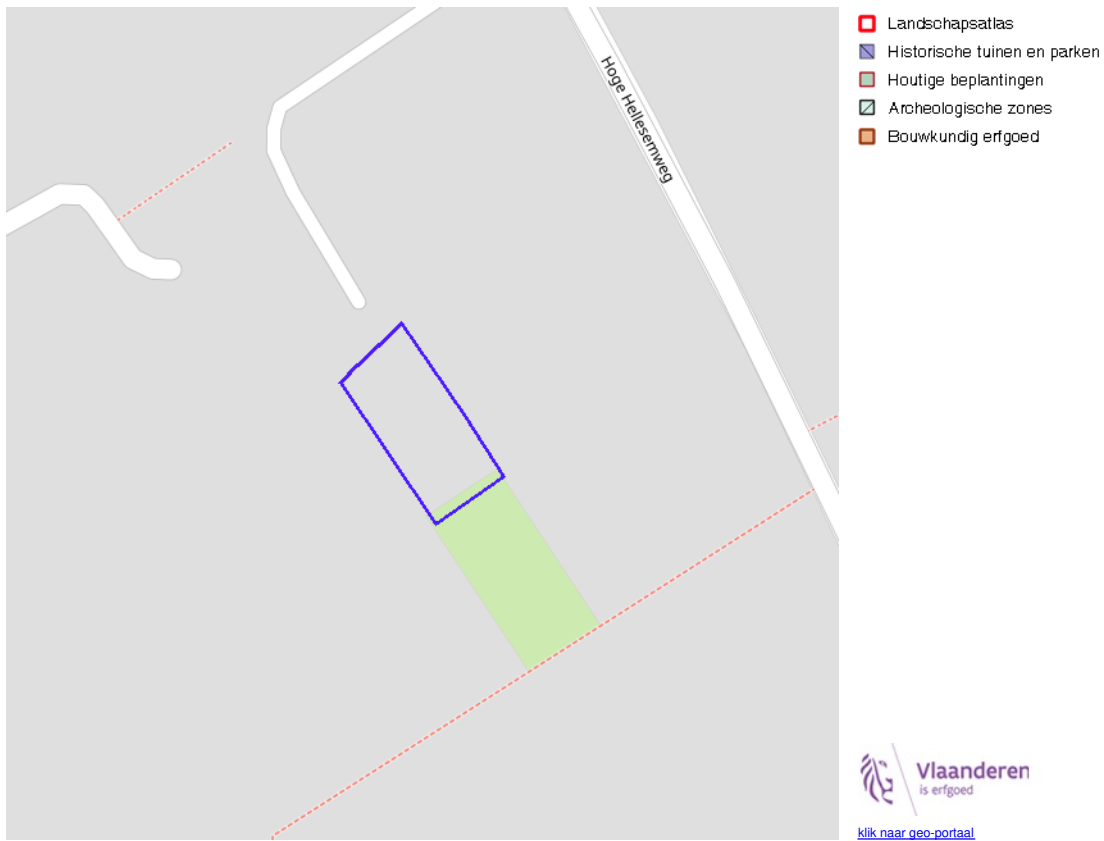 Hoge Hellesemweg
Landschapsatlas
Historische tuinen en parken
Houtige beplantingen
Archeologische zones
Bouwkundig erfgoed
Vlaanderen
is erfgoed
klik naar geo-portaal